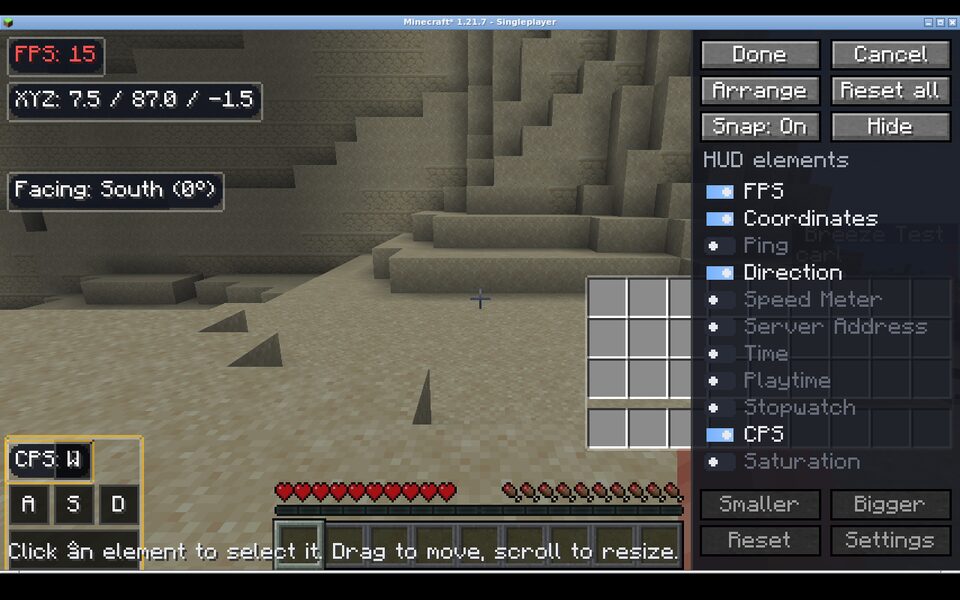 Minecraft* 1.21.7 - Singleplayer
FPS: 15
XYZ: 7.5 / 87.0 / -1.5
Facing: South (0°)
Done
Cancel
Arrange
Reset all
Snap: On
Hide
HUD elements
FPS
Coordinates
Ping
Breeze Test
Direction
Speed Meter
Server Address
Time
Playtime
Stopwatch
CPS
Saturation
Smaller
Bigger
Reset
Settings
CPS: W
A S D
Click an element to select it. Drag to move, scroll to resize.